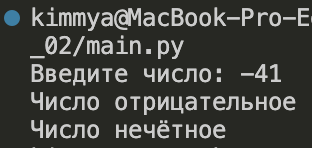 kimmya@MacBook-Pro-E
_02/main.py
Введите число: -41
Число отрицательное
Число нечётное